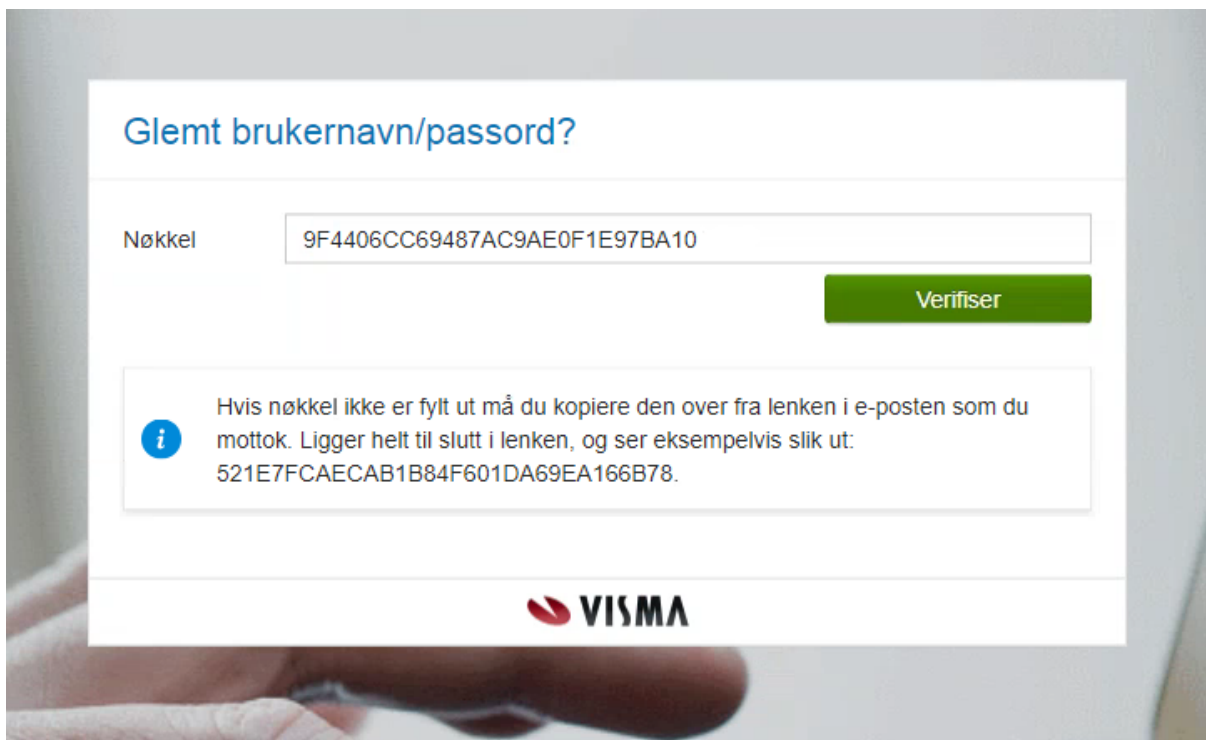 Glemt brukernavn/passord?
Nøkkel
9F4406CC69487AC9AE0F1E97BA10
Verifiser
Hvis nøkkel ikke er fylt ut må du kopiere den over fra lenken i e-posten som du
mottok. Ligger helt til slutt i lenken, og ser eksempelvis slik ut:
521E7FCAECAB1B84F601DA69EA166B78.
VISMA